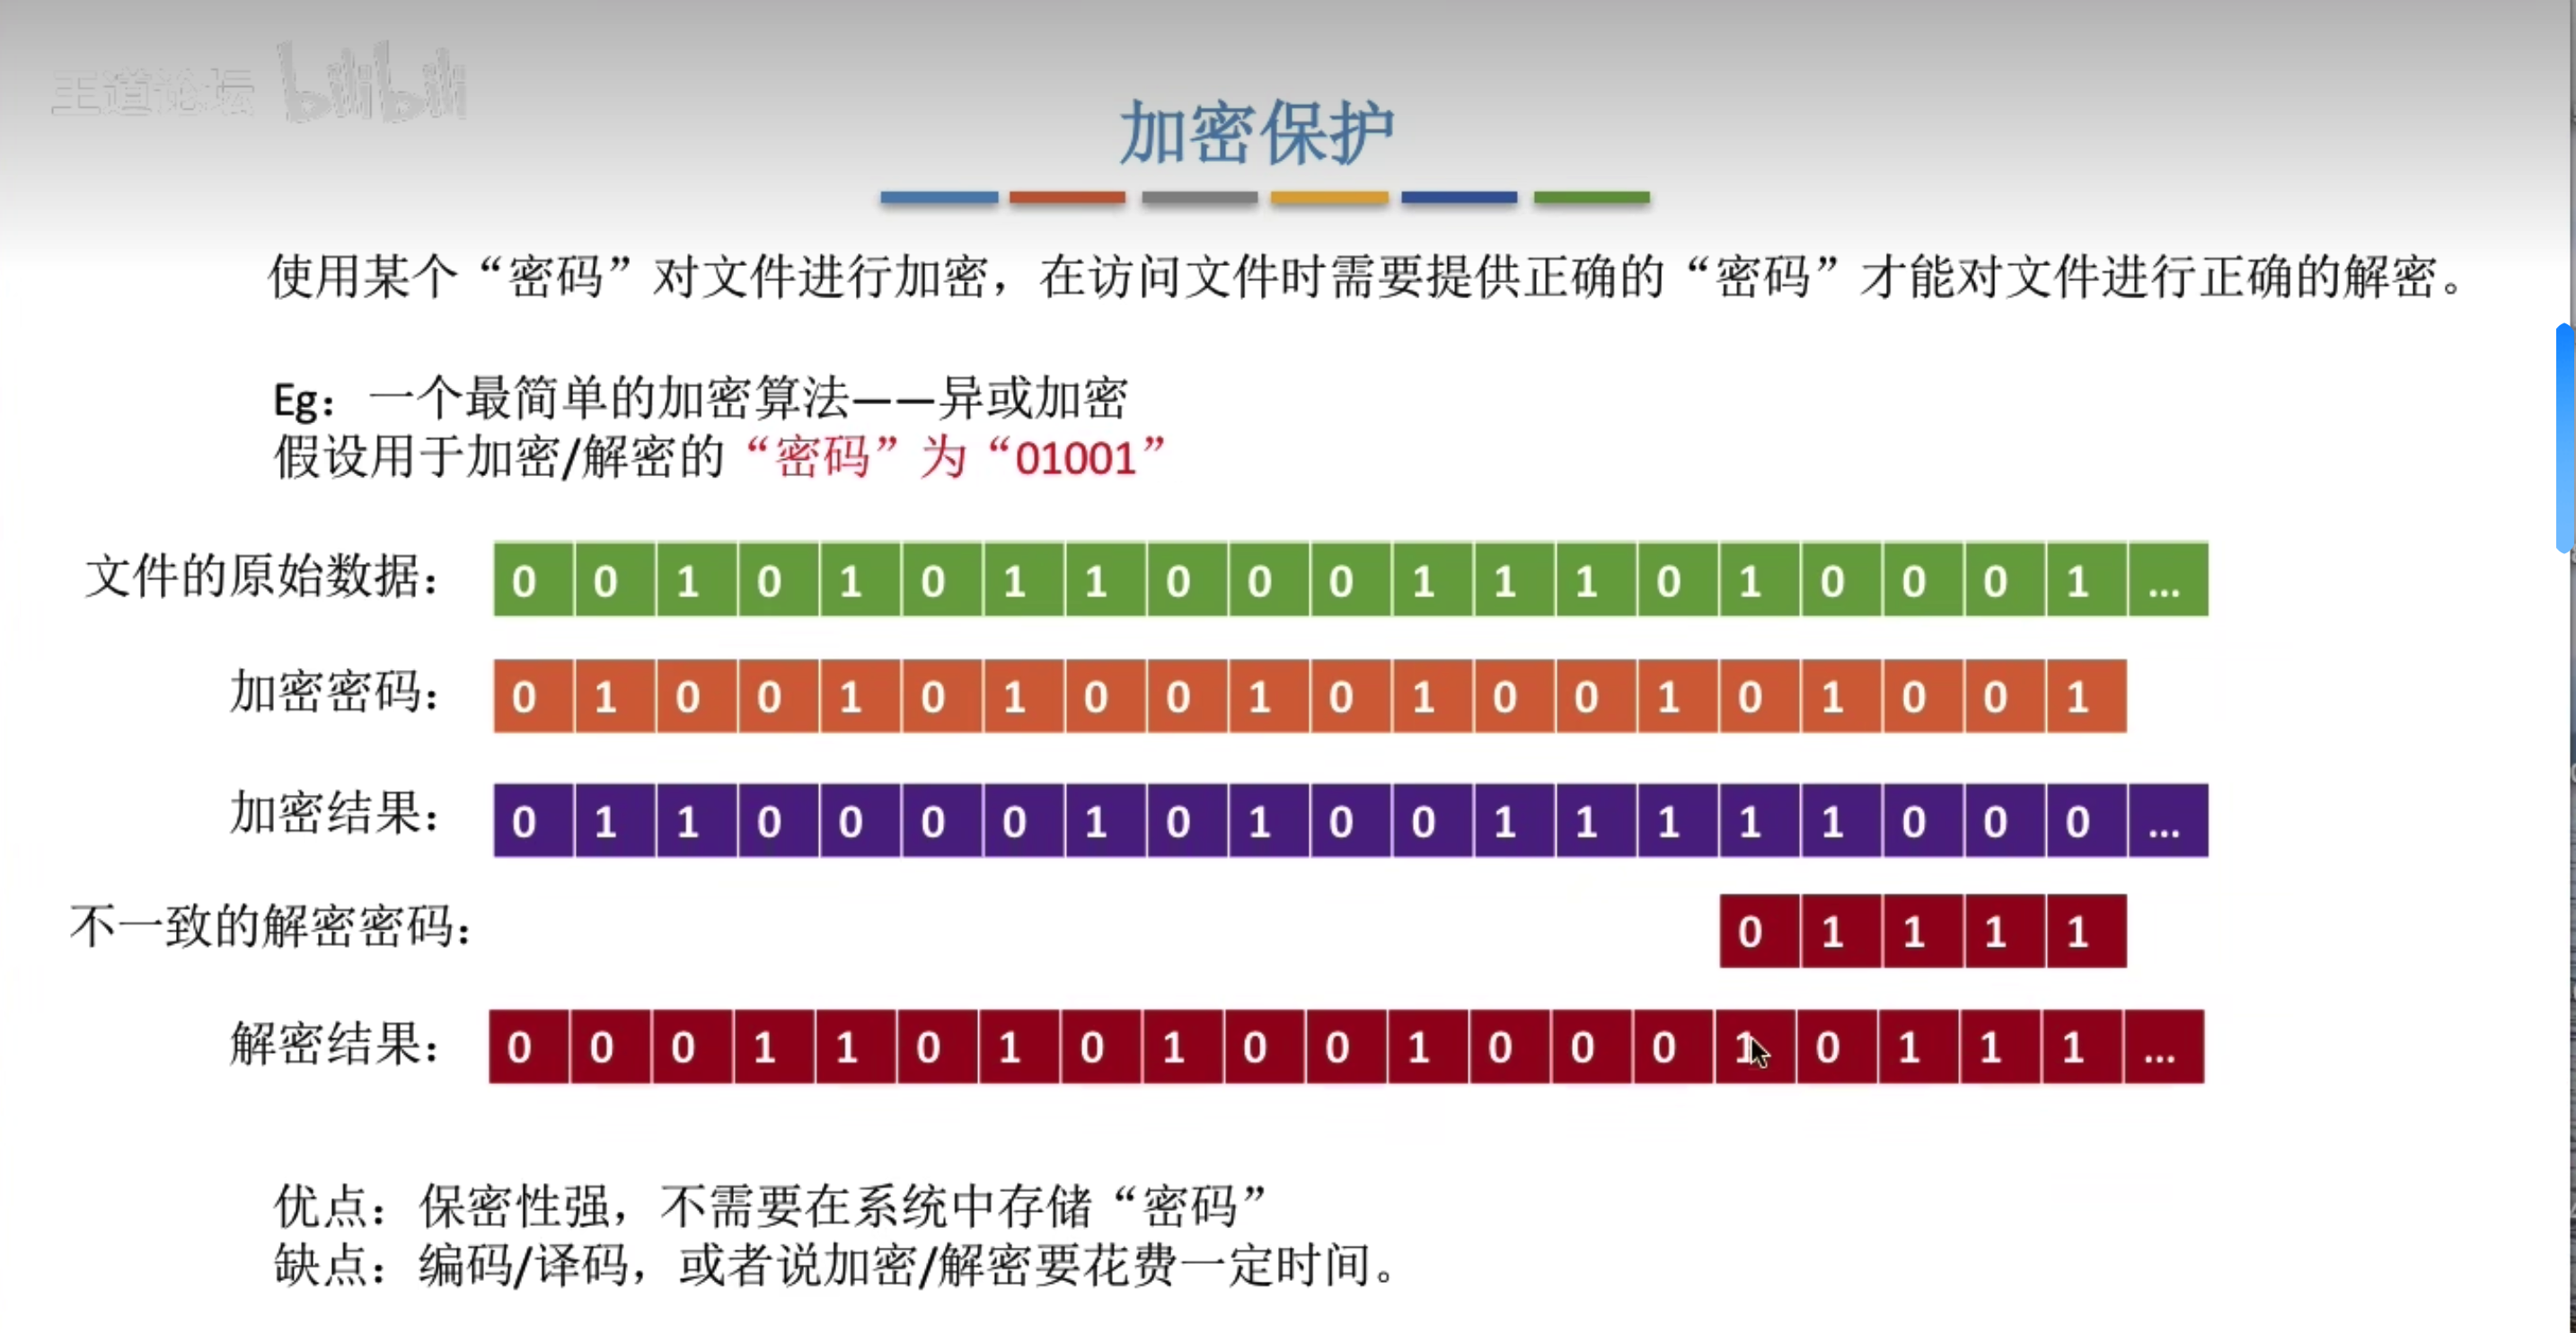 王道论坛 bilibili
加密保护
使用某个“密码”对文件进行加密，在访问文件时需要提供正确的“密码”才能对文件进行正确的解密。
Eg：一个最简单的加密算法——异或加密
假设用于加密/解密的“密码”为“01001”
文件的原始数据： 0 0 1 0 1 0 1 1 0 0 0 1 1 1 0 1 0 0 0 1 ...
加密密码： 0 1 0 0 1 0 1 0 0 1 0 1 0 0 1 0 1 0 0 1
加密结果： 0 1 1 0 0 0 0 1 0 1 0 0 1 1 1 1 1 0 0 0 ...
不一致的解密密码： 0 1 1 1 1
解密结果： 0 0 0 1 1 0 1 0 1 0 0 1 0 0 0 1 0 1 1 1 ...
优点：保密性强，不需要在系统中存储“密码”
缺点：编码/译码，或者说加密/解密要花费一定时间。